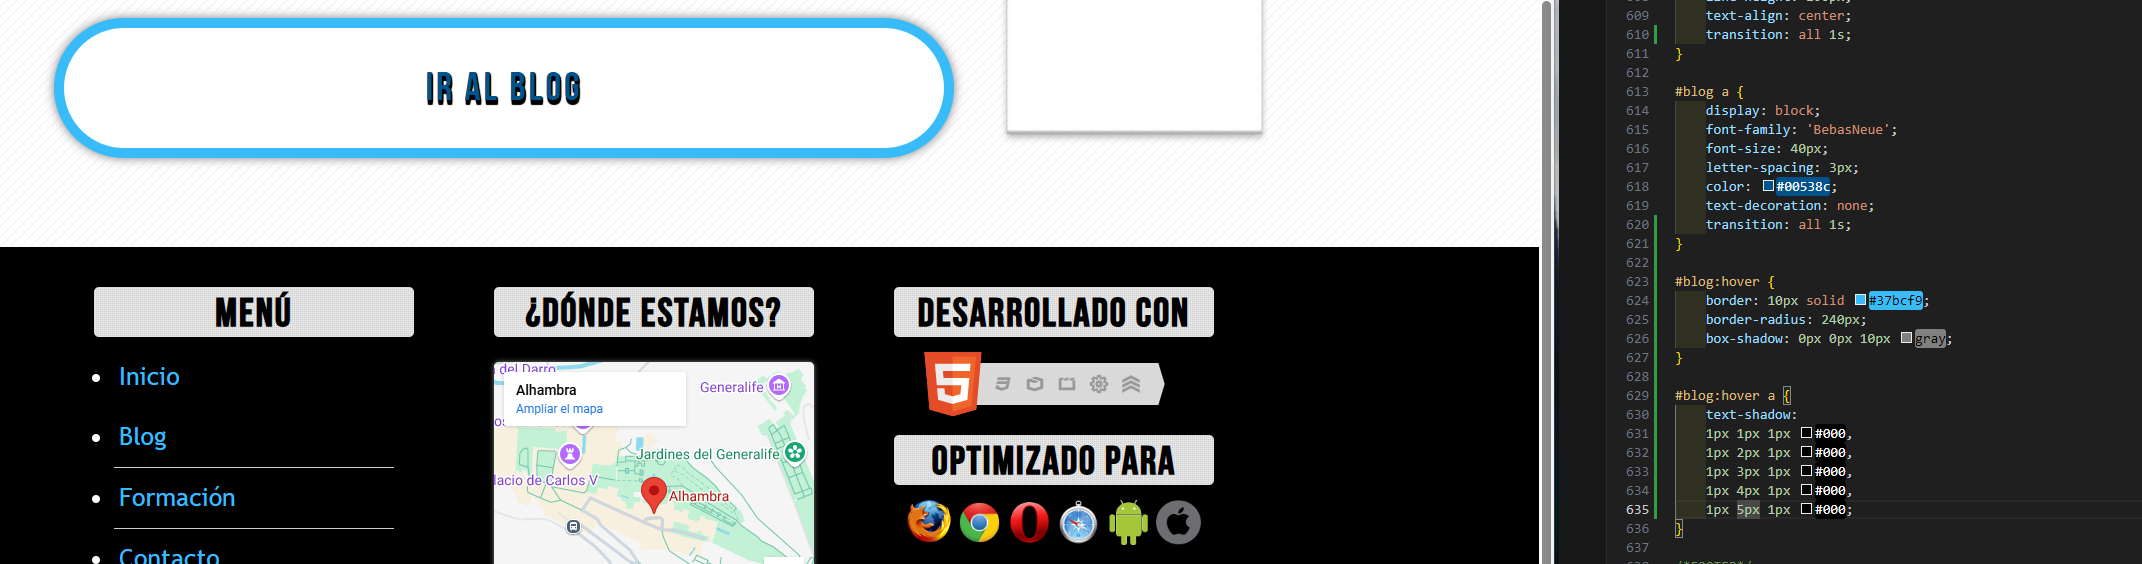 IR AL BLOG
MENÚ
Inicio
Blog
Formación
Contacto
¿DÓNDE ESTAMOS?
del Darro
Alhambra
Ampliar el mapa
Generalife
Jardines del Generalife
lacio de Carlos V
Alhambra
DESARROLLADO CON
OPTIMIZADO PARA
609 text-align: center;
610 transition: all 1s;
611 }
612
613 #blog a {
614 display: block;
615 font-family: 'BebasNeue';
616 font-size: 40px;
617 letter-spacing: 3px;
618 color: #00538c;
619 text-decoration: none;
620 transition: all 1s;
621 }
622
623 #blog:hover {
624 border: 10px solid #37bcf9;
625 border-radius: 240px;
626 box-shadow: 0px 0px 10px gray;
627 }
628
629 #blog:hover a {
630 text-shadow:
631 1px 1px 1px #000,
632 1px 2px 1px #000,
633 1px 3px 1px #000,
634 1px 4px 1px #000,
635 1px 5px 1px #000;
636 }
637